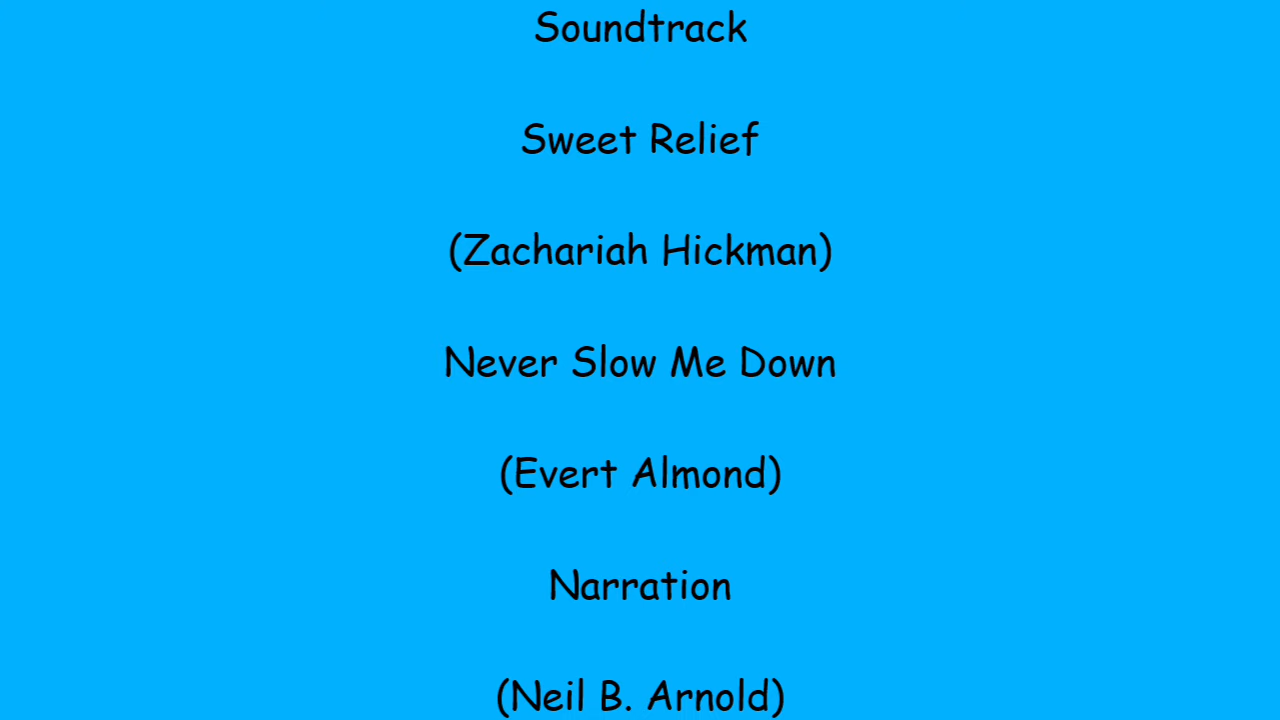 Soundtrack
Sweet Relief
(Zachariah Hickman)
Never Slow Me Down
(Evert Almond)
Narration
(Neil B. Arnold)